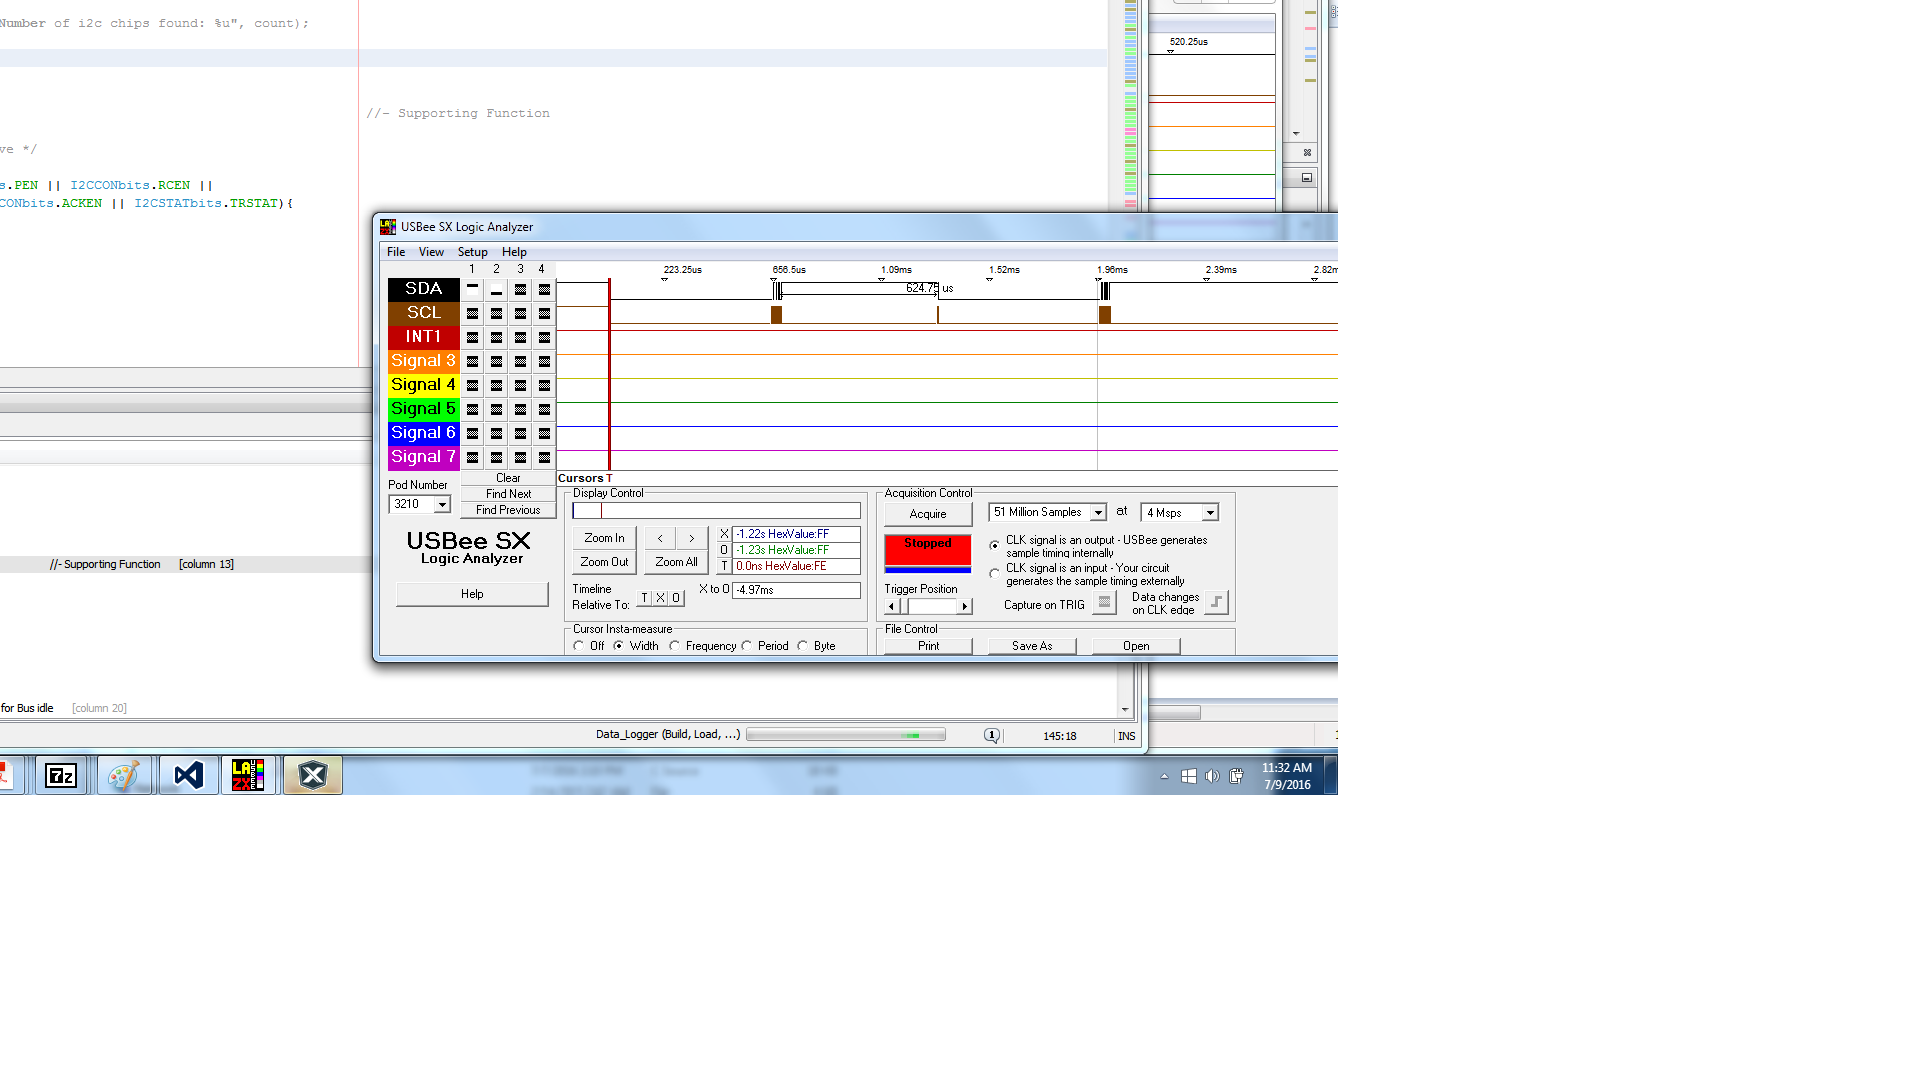 Number of i2c chips found: %u", count);
520.25us
//- Supporting Function
ve */
s.PEN || I2CCONbits.RCEN ||
CONbits.ACKEN || I2CSTATbits.TRSTAT){
USBee SX Logic Analyzer
File View Setup Help
1 2 3 4
223.25us 656.5us 1.09ms 1.52ms 1.96ms 2.39ms 2.82m
SDA
624.75 us
SCL
INT1
Signal 3
Signal 4
Signal 5
Signal 6
Signal 7
Clear
Cursors T
Pod Number
3210
Find Next
Find Previous
USBee SX
Logic Analyzer
Help
Display Control
Zoom In
Zoom Out
< >
Zoom All
X -1.22s HexValue:FF
O -1.23s HexValue:FF
T 0.0ns HexValue:FE
Timeline
Relative To: T X O
X to O -4.97ms
Cursor Insta-measure
Off Width Frequency Period Byte
Acquisition Control
Acquire
51 Million Samples at 4 Msps
Stopped
CLK signal is an output - USBee generates
sample timing internally
CLK signal is an input - Your circuit
generates the sample timing externally
Trigger Position
Capture on TRIG
Data changes
on CLK edge
File Control
Print Save As Open
//- Supporting Function [column 13]
for Bus idle [column 20]
Data_Logger (Build, Load, ...)
1
145:18
INS
7z
LA
ZX
USBEE
11:32 AM
7/9/2016